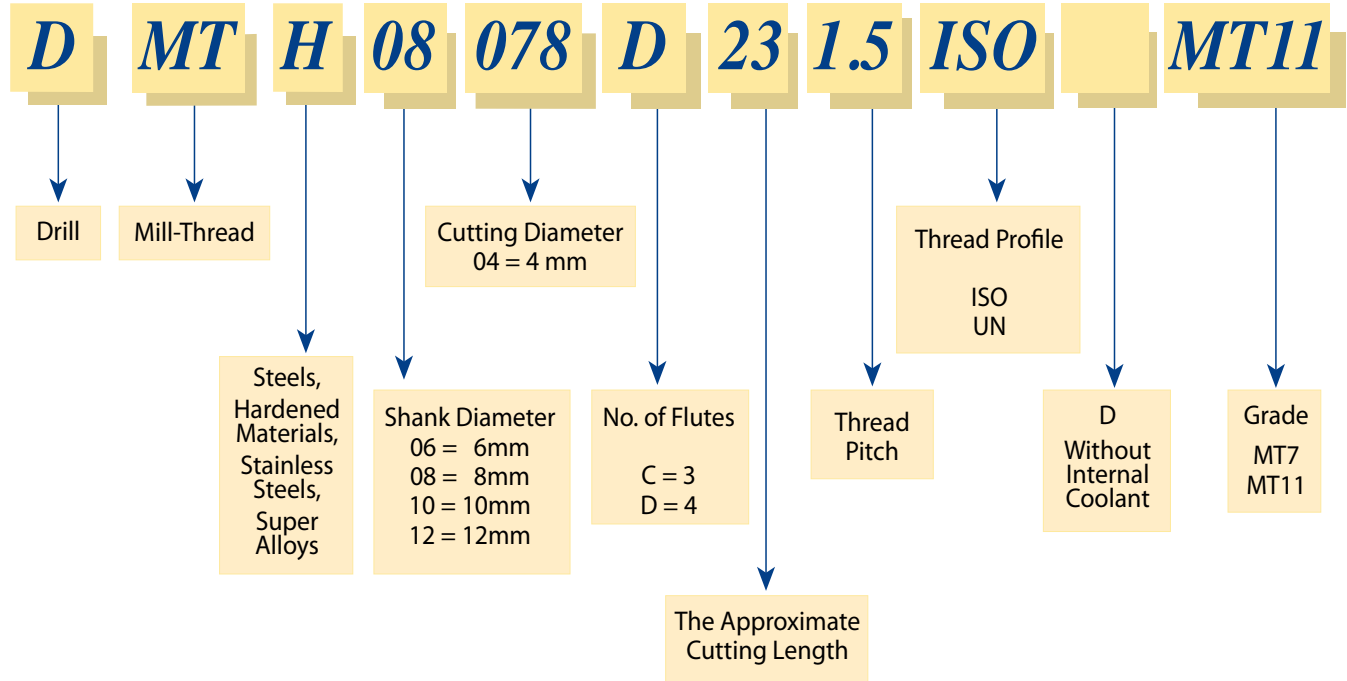 D MT H 08 078 D 23 1.5 ISO MT11
Drill
Mill-Thread
Steels,
Hardened
Materials,
Stainless
Steels,
Super
Alloys
Shank Diameter
06 = 6mm
08 = 8mm
10 = 10mm
12 = 12mm
Cutting Diameter
04 = 4 mm
No. of Flutes
C = 3
D = 4
The Approximate
Cutting Length
Thread
Pitch
Thread Profile
ISO
UN
D
Without
Internal
Coolant
Grade
MT7
MT11